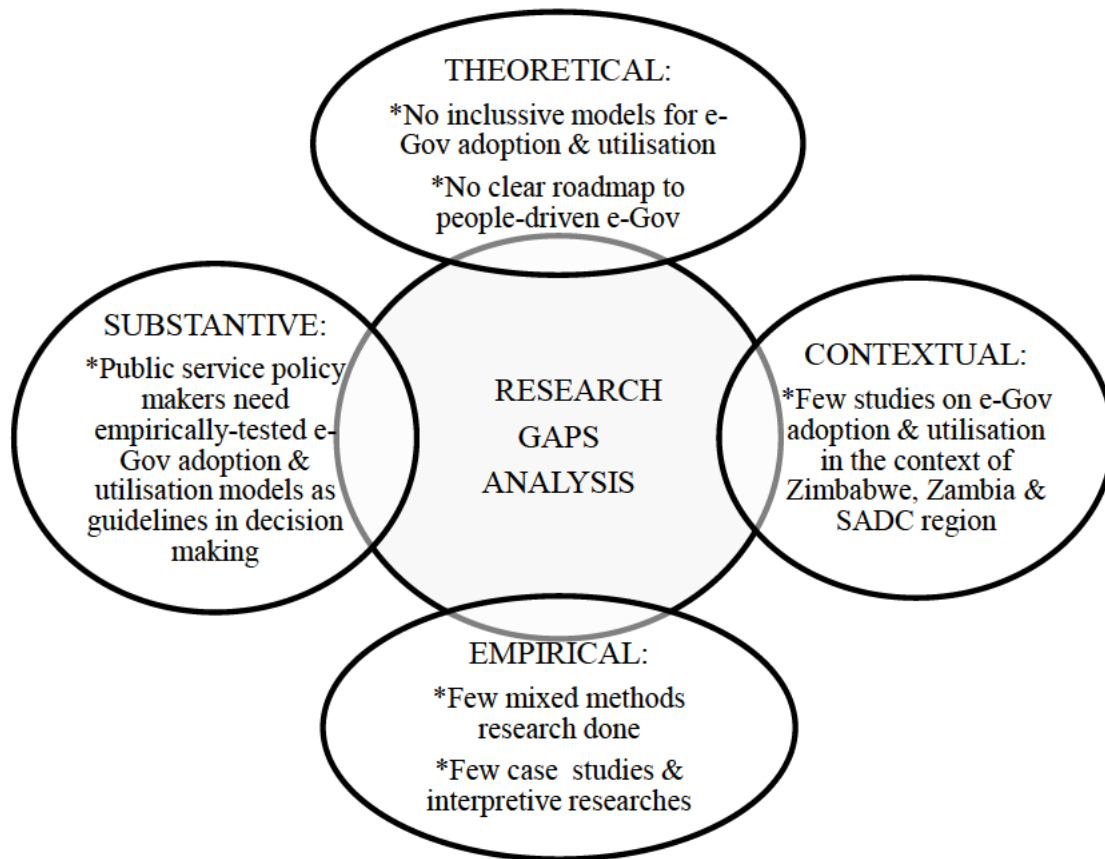 THEORETICAL:
*No inclussive models for e-
Gov adoption & utilisation
*No clear roadmap to
people-driven e-Gov
SUBSTANTIVE:
*Public service policy
makers need
empirically-tested e-
Gov adoption &
utilisation models as
guidelines in decision
making
RESEARCH
GAPS
ANALYSIS
CONTEXTUAL:
*Few studies on e-Gov
adoption & utilisation
in the context of
Zimbabwe, Zambia &
SADC region
EMPIRICAL:
*Few mixed methods
research done
*Few case studies &
interpretive researches